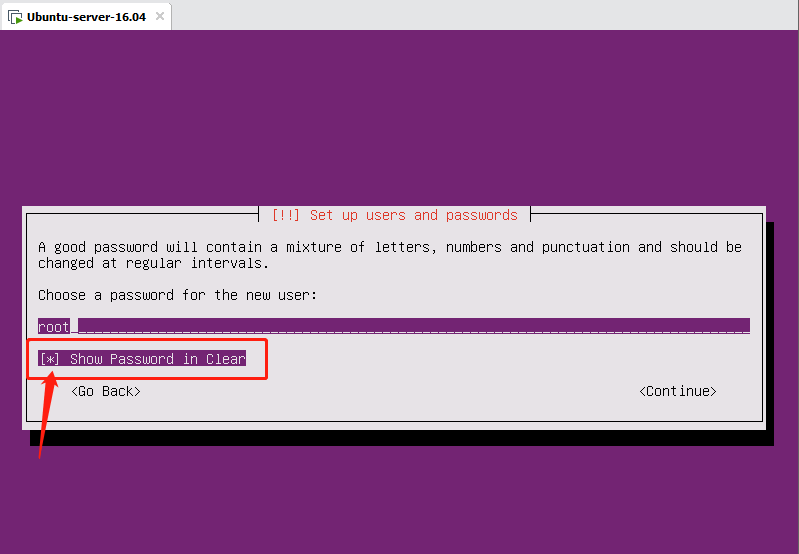 Ubuntu-server-16.04
[!!] Set up users and passwords
A good password will contain a mixture of letters, numbers and punctuation and should be
changed at regular intervals.
Choose a password for the new user:
root
[*] Show Password in Clear
<Go Back> <Continue>